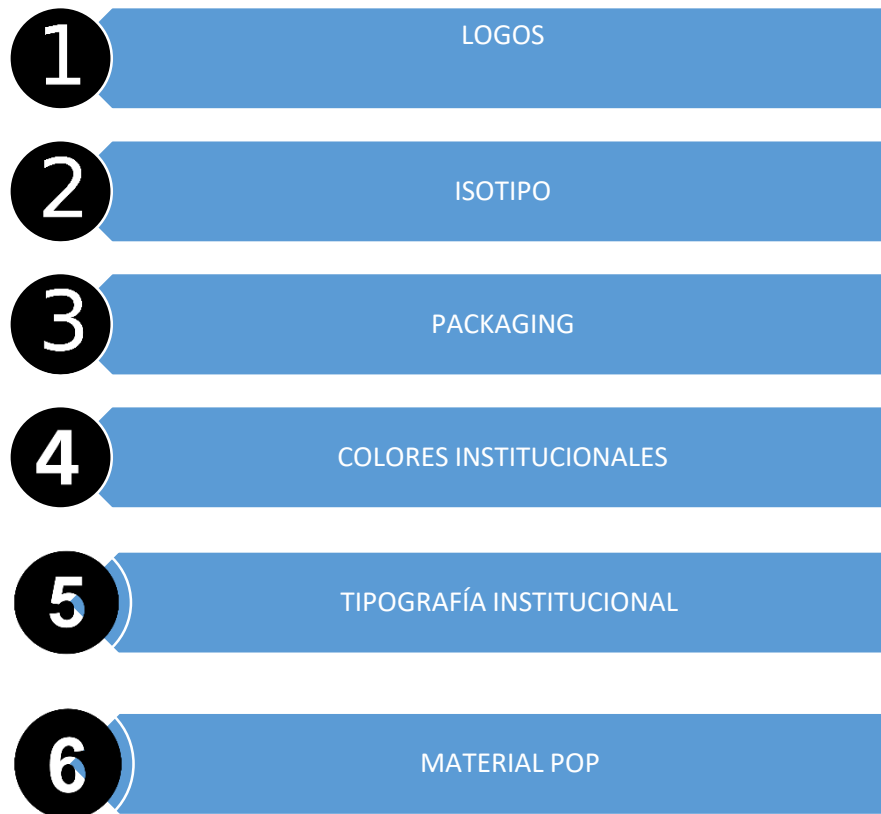 1
LOGOS
2
ISOTIPO
3
PACKAGING
4
COLORES INSTITUCIONALES
5
TIPOGRAFÍA INSTITUCIONAL
6
MATERIAL POP